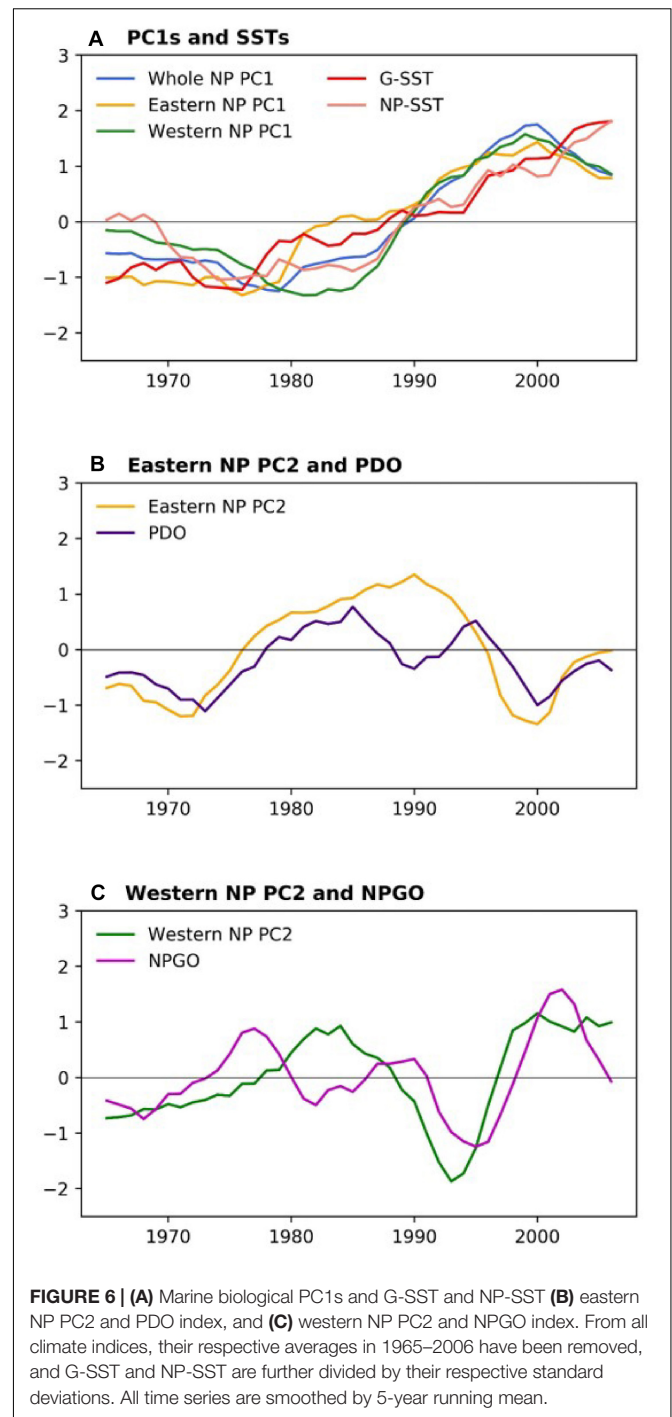 A PC1s and SSTs
3
2
1
0
−1
−2
Whole NP PC1
Eastern NP PC1
Western NP PC1
G-SST
NP-SST
1970 1980 1990 2000
B Eastern NP PC2 and PDO
3
2
1
0
−1
−2
Eastern NP PC2
PDO
1970 1980 1990 2000
C Western NP PC2 and NPGO
3
2
1
0
−1
−2
Western NP PC2
NPGO
1970 1980 1990 2000
FIGURE 6 | (A) Marine biological PC1s and G-SST and NP-SST (B) eastern
NP PC2 and PDO index, and (C) western NP PC2 and NPGO index. From all
climate indices, their respective averages in 1965–2006 have been removed,
and G-SST and NP-SST are further divided by their respective standard
deviations. All time series are smoothed by 5-year running mean.